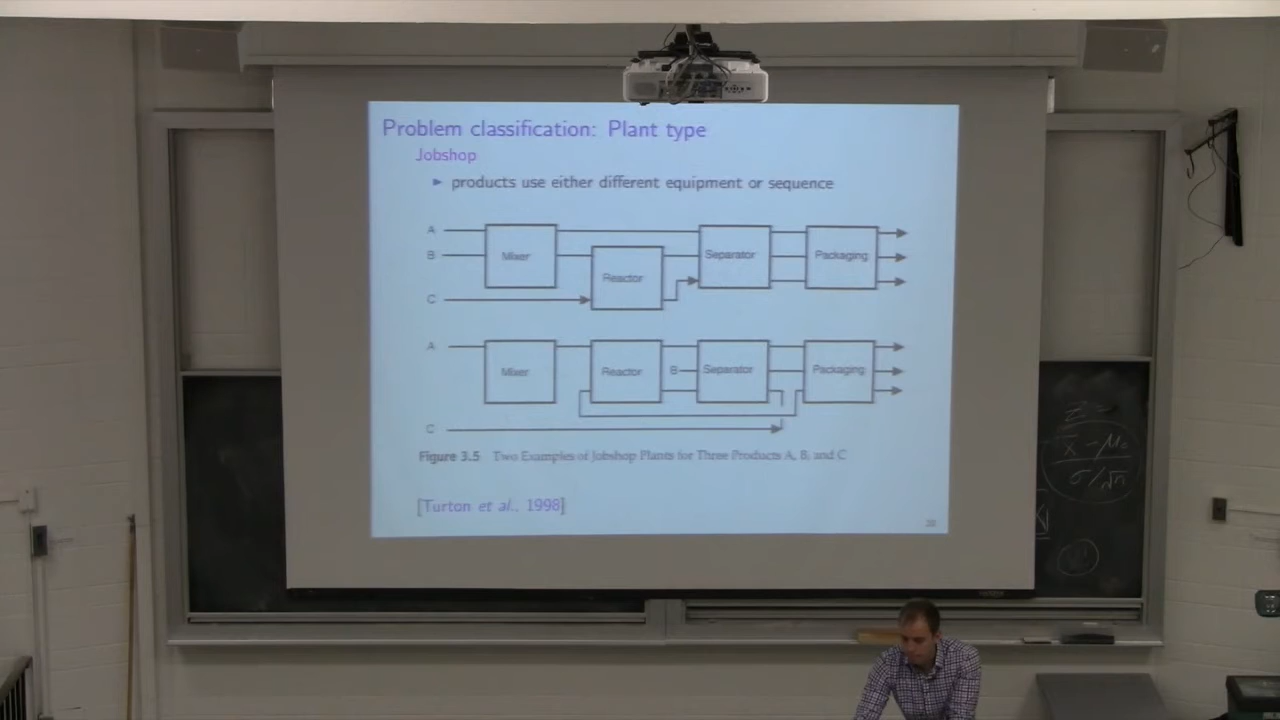 Problem classification: Plant type
Jobshop
► products use either different equipment or sequence
A
B
C
Mixer
Reactor
Separator
Packaging
A
Mixer
Reactor
B
Separator
Packaging
C
Figure 3.5 Two Examples of Jobshop Plants for Three Products A, B, and C
[Turton et al., 1998]
z =
x̄ - μ₀
σ/√n